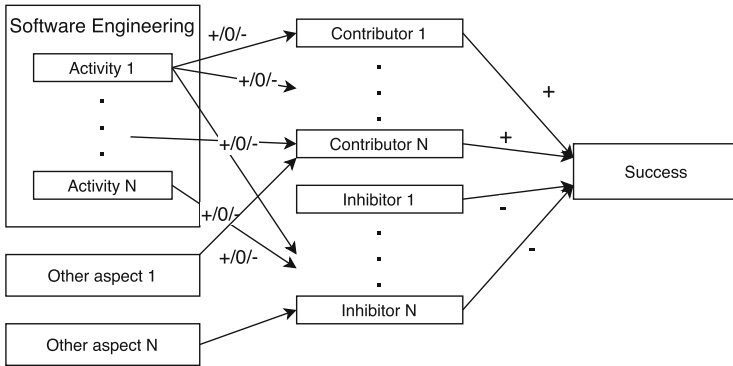 Software Engineering
Activity 1
Activity N
Other aspect 1
Other aspect N
+/0/-
+/0/-
+/0/-
+/0/-
+/0/-
Contributor 1
Contributor N
Inhibitor 1
Inhibitor N
+
+
-
-
Success